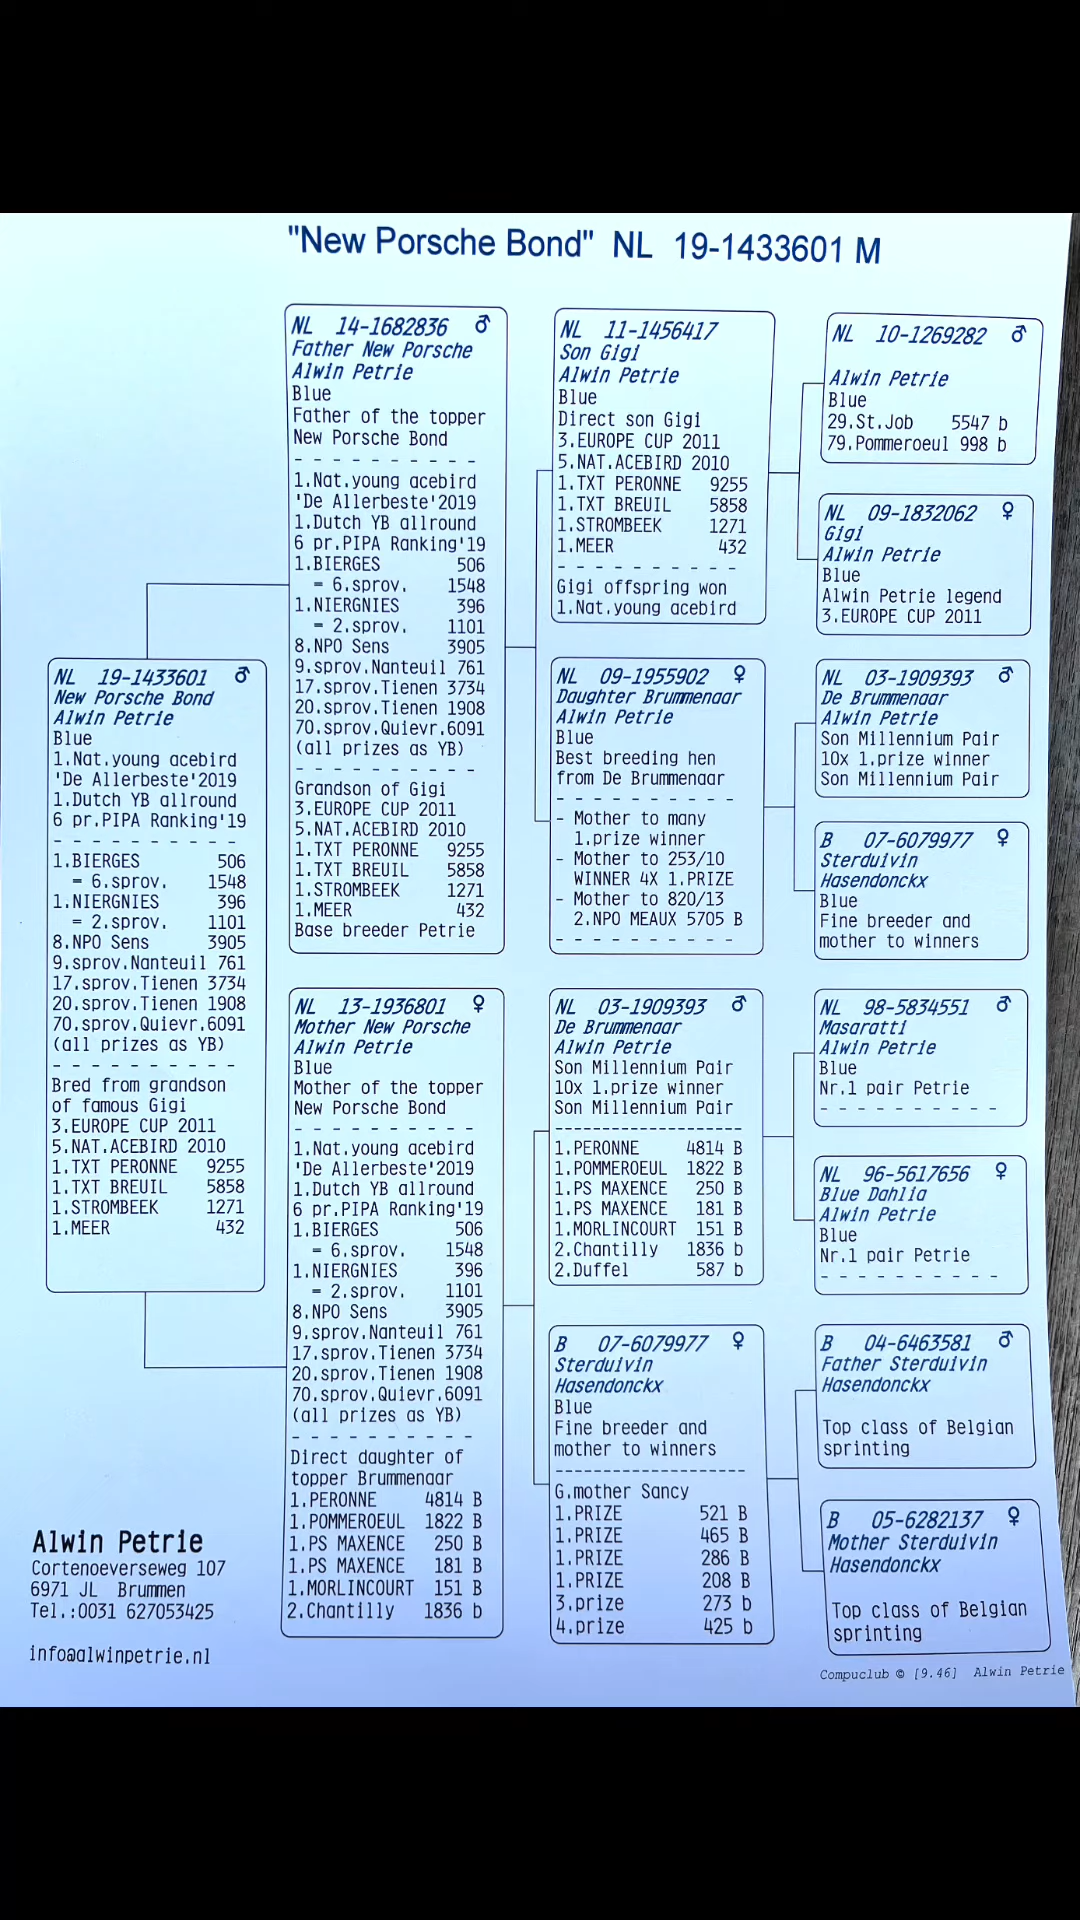 "New Porsche Bond" NL 19-1433601 M
NL 19-1433601 ♂
New Porsche Bond
Alwin Petrie
Blue
1.Nat.young acebird
'De Allerbeste'2019
1.Dutch YB allround
6 pr.PIPA Ranking'19
- - - - - - - - - -
1.BIERGES 506
= 6.sprov. 1548
1.NIERGNIES 396
= 2.sprov. 1101
8.NPO Sens 3905
9.sprov.Nanteuil 761
17.sprov.Tienen 3734
20.sprov.Tienen 1908
70.sprov.Quievr.6091
(all prizes as YB)
- - - - - - - - - -
Bred from grandson
of famous Gigi
3.EUROPE CUP 2011
5.NAT.ACEBIRD 2010
1.TXT PERONNE 9255
1.TXT BREUIL 5858
1.STROMBEEK 1271
1.MEER 432
NL 14-1682836 ♂
Father New Porsche
Alwin Petrie
Blue
Father of the topper
New Porsche Bond
- - - - - - - - - -
1.Nat.young acebird
'De Allerbeste'2019
1.Dutch YB allround
6 pr.PIPA Ranking'19
1.BIERGES 506
= 6.sprov. 1548
1.NIERGNIES 396
= 2.sprov. 1101
8.NPO Sens 3905
9.sprov.Nanteuil 761
17.sprov.Tienen 3734
20.sprov.Tienen 1908
70.sprov.Quievr.6091
(all prizes as YB)
- - - - - - - - - -
Grandson of Gigi
3.EUROPE CUP 2011
5.NAT.ACEBIRD 2010
1.TXT PERONNE 9255
1.TXT BREUIL 5858
1.STROMBEEK 1271
1.MEER 432
Base breeder Petrie
NL 13-1936801 ♀
Mother New Porsche
Alwin Petrie
Blue
Mother of the topper
New Porsche Bond
- - - - - - - - - -
1.Nat.young acebird
'De Allerbeste'2019
1.Dutch YB allround
6 pr.PIPA Ranking'19
1.BIERGES 506
= 6.sprov. 1548
1.NIERGNIES 396
= 2.sprov. 1101
8.NPO Sens 3905
9.sprov.Nanteuil 761
17.sprov.Tienen 3734
20.sprov.Tienen 1908
70.sprov.Quievr.6091
(all prizes as YB)
- - - - - - - - - -
Direct daughter of
topper Brummenaar
1.PERONNE 4814 B
1.POMMEROEUL 1822 B
1.PS MAXENCE 250 B
1.PS MAXENCE 181 B
1.MORLINCOURT 151 B
2.Chantilly 1836 b
NL 11-1456417
Son Gigi
Alwin Petrie
Blue
Direct son Gigi
3.EUROPE CUP 2011
5.NAT.ACEBIRD 2010
1.TXT PERONNE 9255
1.TXT BREUIL 5858
1.STROMBEEK 1271
1.MEER 432
- - - - - - - - - -
Gigi offspring won
1.Nat.young acebird
NL 09-1955902 ♀
Daughter Brummenaar
Alwin Petrie
Blue
Best breeding hen
from De Brummenaar
- - - - - - - - - -
- Mother to many
1.prize winner
- Mother to 253/10
WINNER 4X 1.PRIZE
- Mother to 820/13
2.NPO MEAUX 5705 B
- - - - - - - - - -
NL 03-1909393 ♂
De Brummenaar
Alwin Petrie
Son Millennium Pair
10x 1.prize winner
Son Millennium Pair
-------------------
1.PERONNE 4814 B
1.POMMEROEUL 1822 B
1.PS MAXENCE 250 B
1.PS MAXENCE 181 B
1.MORLINCOURT 151 B
2.Chantilly 1836 b
2.Duffel 587 b
B 07-6079977 ♀
Sterduivin
Hasendonckx
Blue
Fine breeder and
mother to winners
-------------------
G.mother Sancy
1.PRIZE 521 B
1.PRIZE 465 B
1.PRIZE 286 B
1.PRIZE 208 B
3.prize 273 b
4.prize 425 b
NL 10-1269282 ♂
Alwin Petrie
Blue
29.St.Job 5547 b
79.Pommeroeul 998 b
NL 09-1832062 ♀
Gigi
Alwin Petrie
Blue
Alwin Petrie legend
3.EUROPE CUP 2011
NL 03-1909393 ♂
De Brummenaar
Alwin Petrie
Son Millennium Pair
10x 1.prize winner
Son Millennium Pair
B 07-6079977 ♀
Sterduivin
Hasendonckx
Blue
Fine breeder and
mother to winners
NL 98-5834551 ♂
Masaratti
Alwin Petrie
Blue
Nr.1 pair Petrie
- - - - - - - - - -
NL 96-5617656 ♀
Blue Dahlia
Alwin Petrie
Blue
Nr.1 pair Petrie
- - - - - - - - - -
B 04-6463581 ♂
Father Sterduivin
Hasendonckx
Top class of Belgian
sprinting
B 05-6282137 ♀
Mother Sterduivin
Hasendonckx
Top class of Belgian
sprinting
Alwin Petrie
Cortenoeverseweg 107
6971 JL Brummen
Tel.:0031 627053425
info@alwinpetrie.nl
Compuclub © [9.46] Alwin Petrie